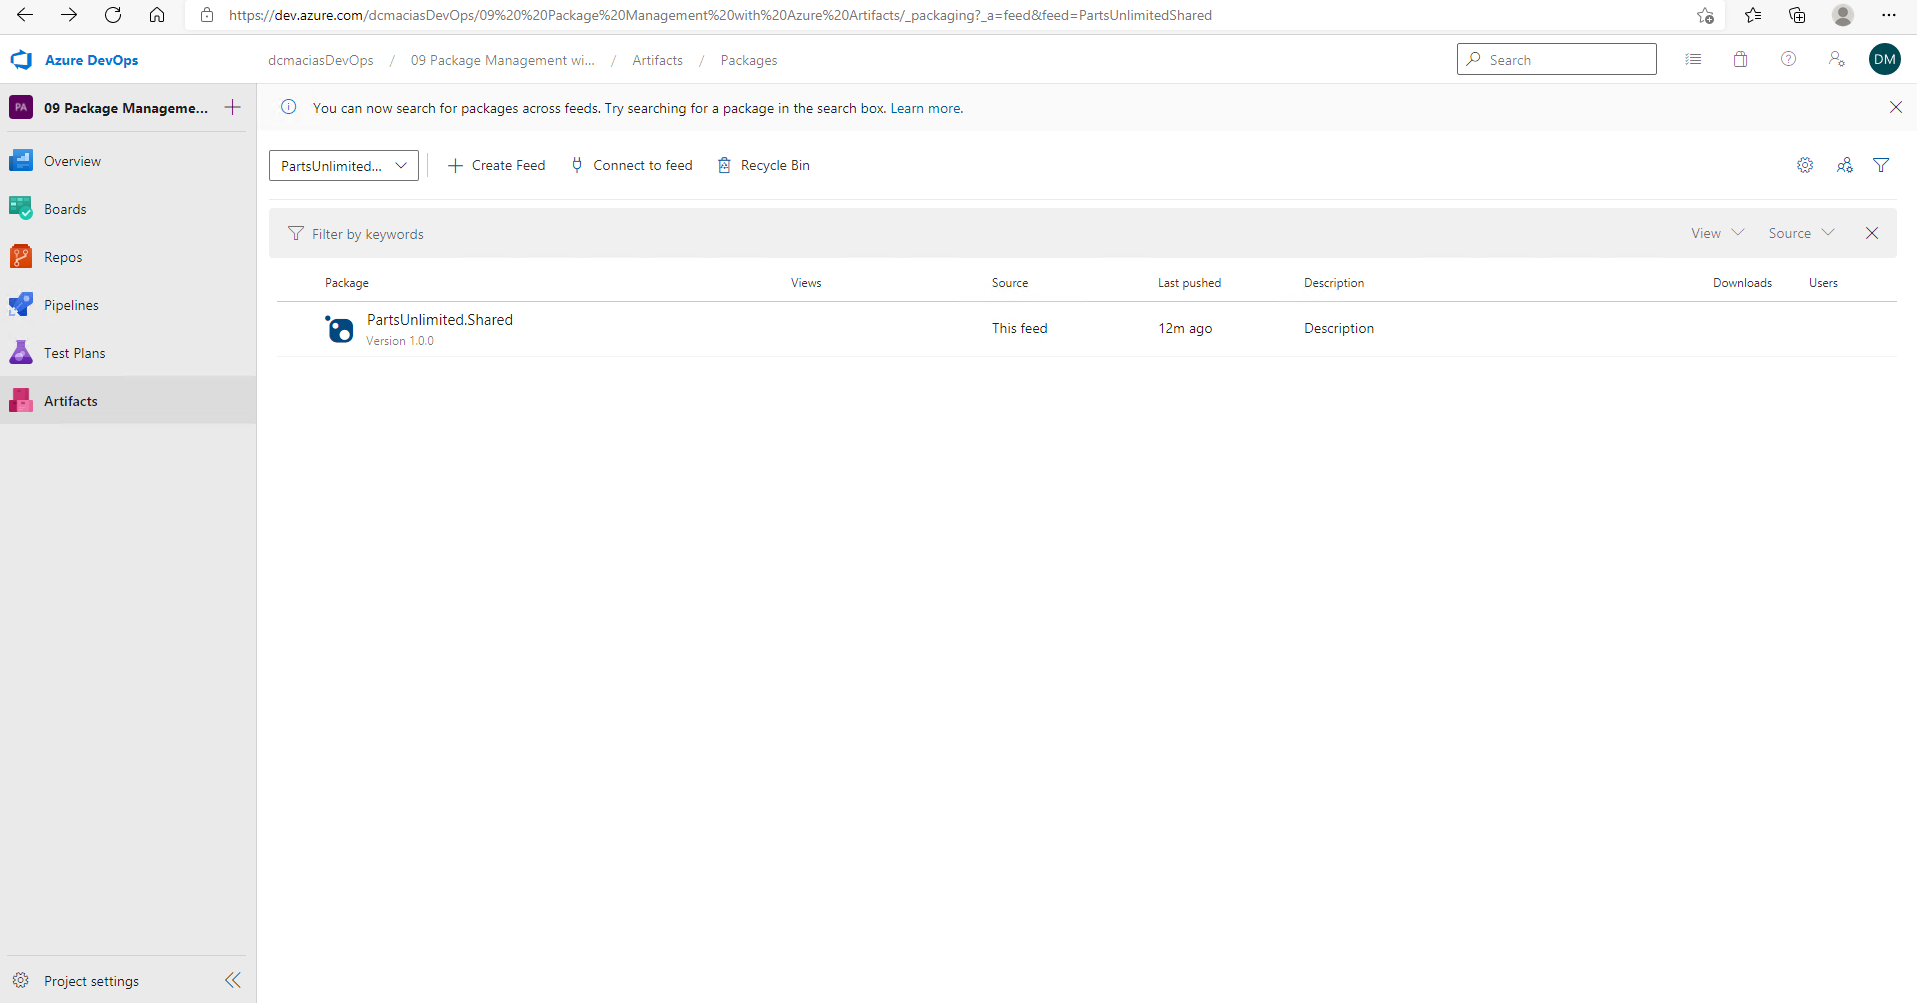 https://dev.azure.com/dcmaciasDevOps/09%20%20Package%20Management%20with%20Azure%20Artifacts/_packaging?_a=feed&feed=PartsUnlimitedShared
Azure DevOps
dcmaciasDevOps / 09 Package Management wi... / Artifacts / Packages
Search
DM
PA
09 Package Manageme...
You can now search for packages across feeds. Try searching for a package in the search box. Learn more.
Overview
Boards
Repos
Pipelines
Test Plans
Artifacts
PartsUnlimited...
Create Feed
Connect to feed
Recycle Bin
Filter by keywords
View
Source
Package Views Source Last pushed Description Downloads Users
PartsUnlimited.Shared
Version 1.0.0
This feed
12m ago
Description
Project settings